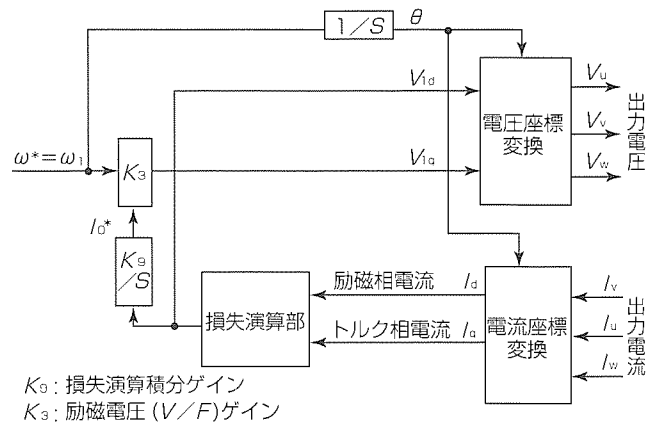 1／S
θ
V1d
Vu
ω*＝ω1
K3
V1q
電圧座標
変換
Vv
Vw
出力電圧
I0*
K9
／S
損失演算部
励磁相電流 Id
トルク相電流 Iq
電流座標
変換
Iv
Iu
Iw
出力電流
K9：損失演算積分ゲイン
K3：励磁電圧(V／F)ゲイン